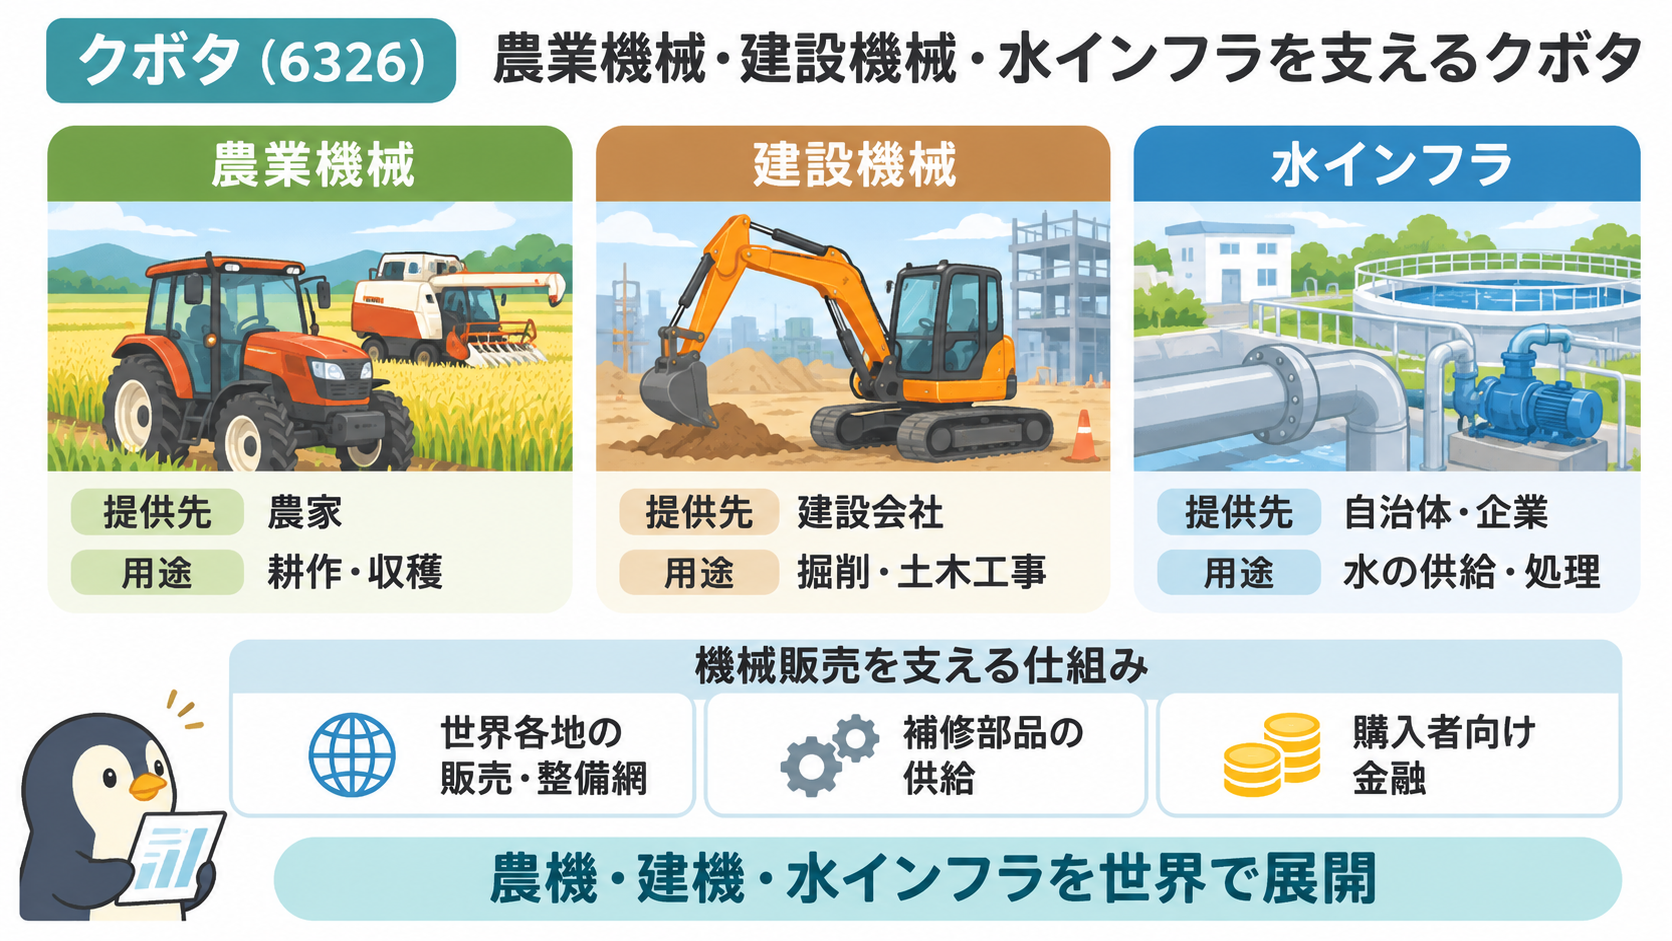 クボタ（6326）
農業機械・建設機械・水インフラを支えるクボタ
農業機械
提供先 農家
用途 耕作・収穫
建設機械
提供先 建設会社
用途 掘削・土木工事
水インフラ
提供先 自治体・企業
用途 水の供給・処理
機械販売を支える仕組み
世界各地の
販売・整備網
補修部品の
供給
購入者向け
金融
農機・建機・水インフラを世界で展開